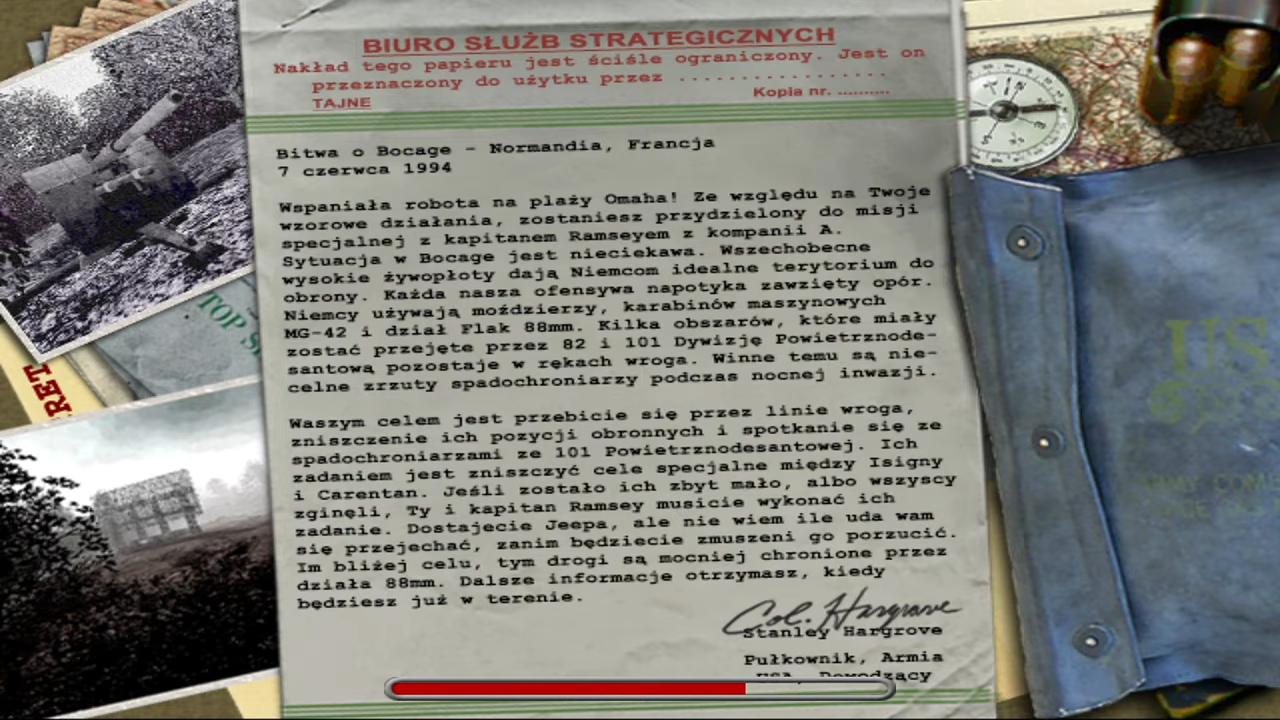 BIURO SŁUŻB STRATEGICZNYCH
Nakład tego papieru jest ściśle ograniczony. Jest on
przeznaczony do użytku przez .................
TAJNE
Kopia nr. ..........
Bitwa o Bocage - Normandia, Francja
7 czerwca 1994
Wspaniała robota na plaży Omaha! Ze względu na Twoje
wzorowe działania, zostaniesz przydzielony do misji
specjalnej z kapitanem Ramseyem z kompanii A.
Sytuacja w Bocage jest nieciekawa. Wszechobecne
wysokie żywopłoty dają Niemcom idealne terytorium do
obrony. Każda nasza ofensywa napotyka zawzięty opór.
Niemcy używają moździerzy, karabinów maszynowych
MG-42 i dział Flak 88mm. Kilka obszarów, które miały
zostać przejęte przez 82 i 101 Dywizję Powietrznode-
santową pozostaje w rękach wroga. Winne temu są nie-
celne zrzuty spadochroniarzy podczas nocnej inwazji.
Waszym celem jest przebicie się przez linie wroga,
zniszczenie ich pozycji obronnych i spotkanie się ze
spadochroniarzami ze 101 Powietrznodesantowej. Ich
zadaniem jest zniszczyć cele specjalne między Isigny
i Carentan. Jeśli zostało ich zbyt mało, albo wszyscy
zginęli, Ty i kapitan Ramsey musicie wykonać ich
zadanie. Dostajecie Jeepa, ale nie wiem ile uda wam
się przejechać, zanim będziecie zmuszeni go porzucić.
Im bliżej celu, tym drogi są mocniej chronione przez
działa 88mm. Dalsze informacje otrzymasz, kiedy
będziesz już w terenie.
Col. Hargrave
Stanley Hargrove
Pułkownik, Armia
USA, Dowodzący
TOP
RET
US